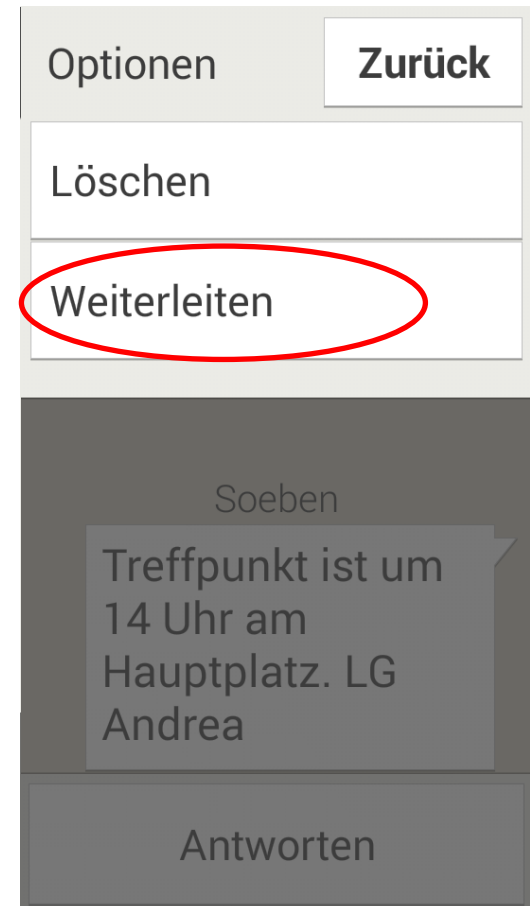 Optionen
Zurück
Löschen
Weiterleiten
Soeben
Treffpunkt ist um
14 Uhr am
Hauptplatz. LG
Andrea
Antworten